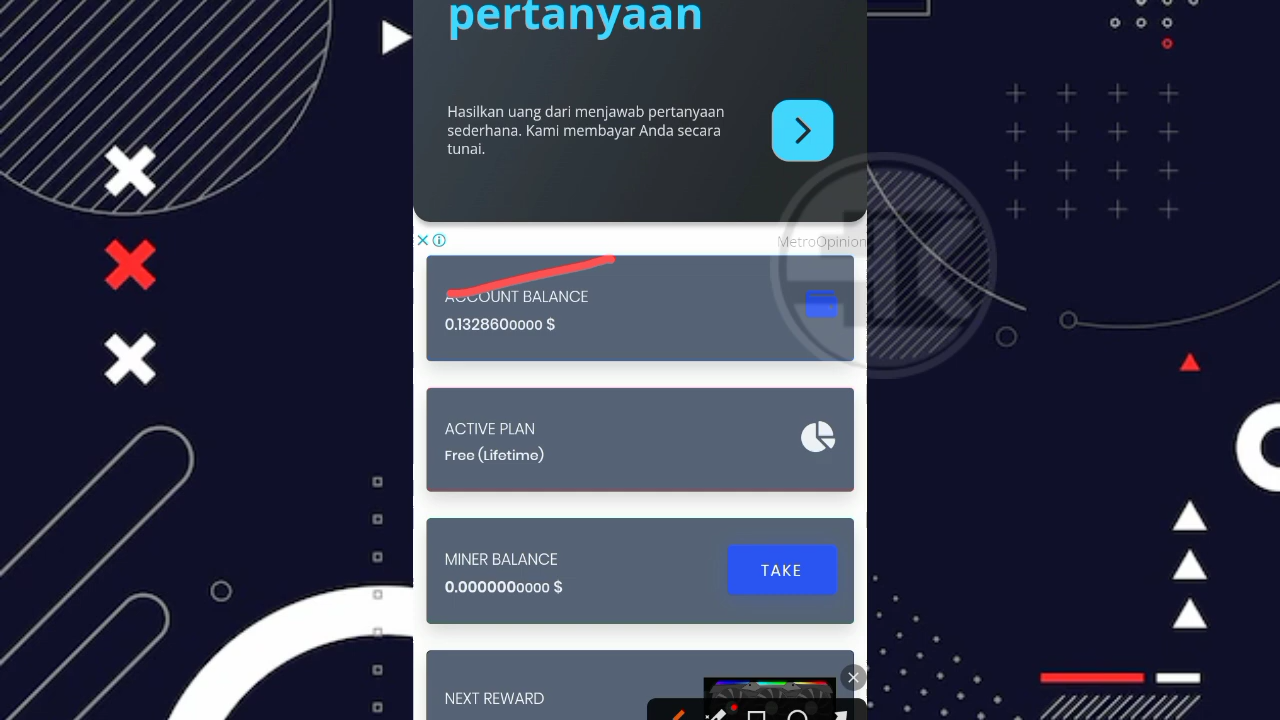 pertanyaan
Hasilkan uang dari menjawab pertanyaan
sederhana. Kami membayar Anda secara
tunai.
MetroOpinion
ACCOUNT BALANCE
0.1328600000 $
ACTIVE PLAN
Free (Lifetime)
MINER BALANCE
0.0000000000 $
TAKE
NEXT REWARD